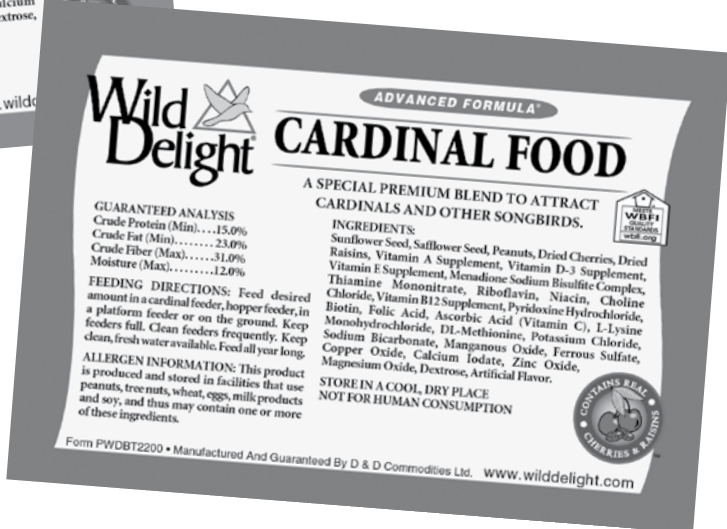 alcium
extrose,
.wildd
Wild
Delight®
ADVANCED FORMULA®
CARDINAL FOOD
A SPECIAL PREMIUM BLEND TO ATTRACT
CARDINALS AND OTHER SONGBIRDS.
MEETS
WBFI
QUALITY
STANDARDS
wbfi.org
GUARANTEED ANALYSIS
Crude Protein (Min)....15.0%
Crude Fat (Min)........23.0%
Crude Fiber (Max)......31.0%
Moisture (Max).........12.0%
FEEDING DIRECTIONS: Feed desired
amount in a cardinal feeder, hopper feeder, in
a platform feeder or on the ground. Keep
feeders full. Clean feeders frequently. Keep
clean, fresh water available. Feed all year long.
ALLERGEN INFORMATION: This product
is produced and stored in facilities that use
peanuts, tree nuts, wheat, eggs, milk products
and soy, and thus may contain one or more
of these ingredients.
INGREDIENTS:
Sunflower Seed, Safflower Seed, Peanuts, Dried Cherries, Dried
Raisins, Vitamin A Supplement, Vitamin D-3 Supplement,
Vitamin E Supplement, Menadione Sodium Bisulfite Complex,
Thiamine Mononitrate, Riboflavin, Niacin, Choline
Chloride, Vitamin B12 Supplement, Pyridoxine Hydrochloride,
Biotin, Folic Acid, Ascorbic Acid (Vitamin C), L-Lysine
Monohydrochloride, DL-Methionine, Potassium Chloride,
Sodium Bicarbonate, Manganous Oxide, Ferrous Sulfate,
Copper Oxide, Calcium Iodate, Zinc Oxide,
Magnesium Oxide, Dextrose, Artificial Flavor.
STORE IN A COOL, DRY PLACE
NOT FOR HUMAN CONSUMPTION
CONTAINS REAL
CHERRIES & RAISINS
Form PWDBT2200 • Manufactured And Guaranteed By D & D Commodities Ltd. www.wilddelight.com